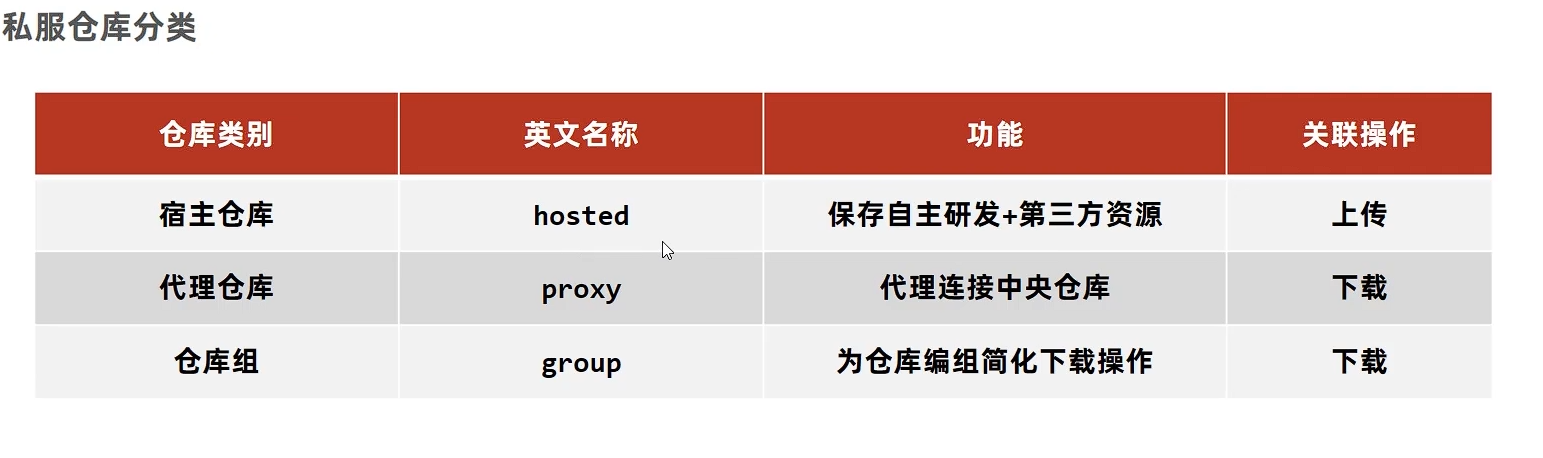 私服仓库分类
仓库类别 英文名称 功能 关联操作
宿主仓库 hosted 保存自主研发+第三方资源 上传
代理仓库 proxy 代理连接中央仓库 下载
仓库组 group 为仓库编组简化下载操作 下载